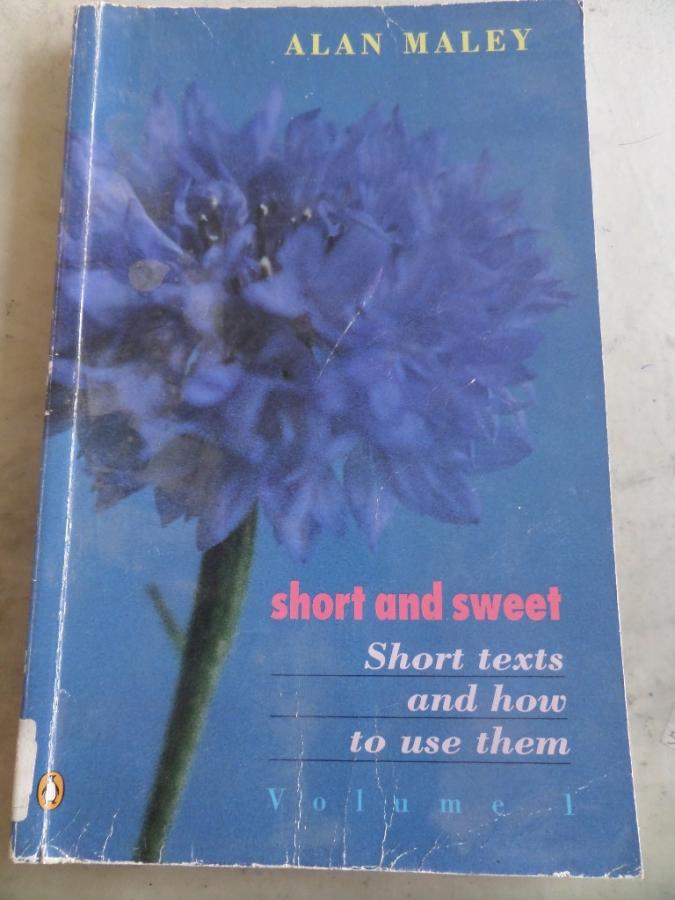 ALAN MALEY
short and sweet
Short texts
and how
to use them
Volume 1